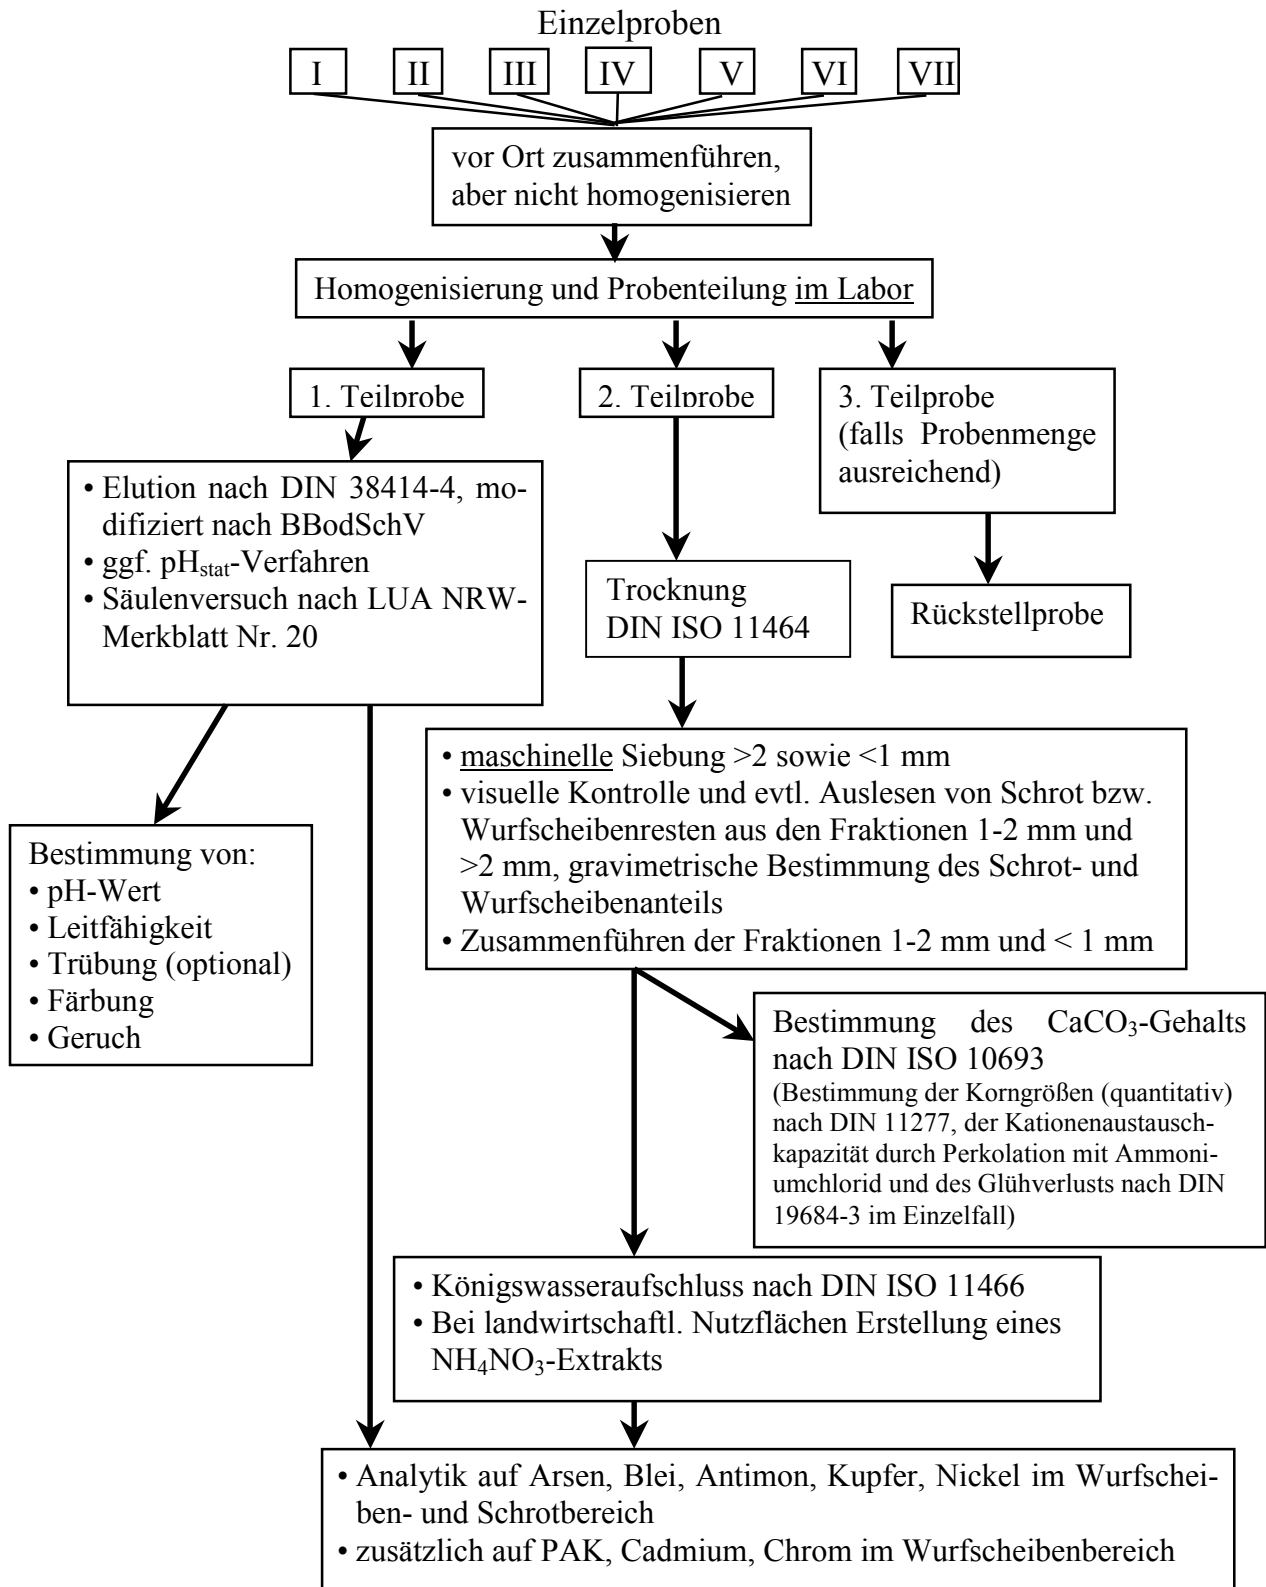 Einzelproben
I II III IV V VI VII
vor Ort zusammenführen,
aber nicht homogenisieren
Homogenisierung und Probenteilung im Labor
1. Teilprobe
2. Teilprobe
3. Teilprobe
(falls Probenmenge
ausreichend)
• Elution nach DIN 38414-4, mo-
difiziert nach BBodSchV
• ggf. pHstat-Verfahren
• Säulenversuch nach LUA NRW-
Merkblatt Nr. 20
Trocknung
DIN ISO 11464
Rückstellprobe
• maschinelle Siebung >2 sowie <1 mm
• visuelle Kontrolle und evtl. Auslesen von Schrot bzw.
Wurfscheibenresten aus den Fraktionen 1-2 mm und
>2 mm, gravimetrische Bestimmung des Schrot- und
Wurfscheibenanteils
• Zusammenführen der Fraktionen 1-2 mm und < 1 mm
Bestimmung von:
• pH-Wert
• Leitfähigkeit
• Trübung (optional)
• Färbung
• Geruch
Bestimmung des CaCO3-Gehalts
nach DIN ISO 10693
(Bestimmung der Korngrößen (quantitativ)
nach DIN 11277, der Kationenaustausch-
kapazität durch Perkolation mit Ammoni-
umchlorid und des Glühverlusts nach DIN
19684-3 im Einzelfall)
• Königswasseraufschluss nach DIN ISO 11466
• Bei landwirtschaftl. Nutzflächen Erstellung eines
NH4NO3-Extrakts
• Analytik auf Arsen, Blei, Antimon, Kupfer, Nickel im Wurfschei-
ben- und Schrotbereich
• zusätzlich auf PAK, Cadmium, Chrom im Wurfscheibenbereich